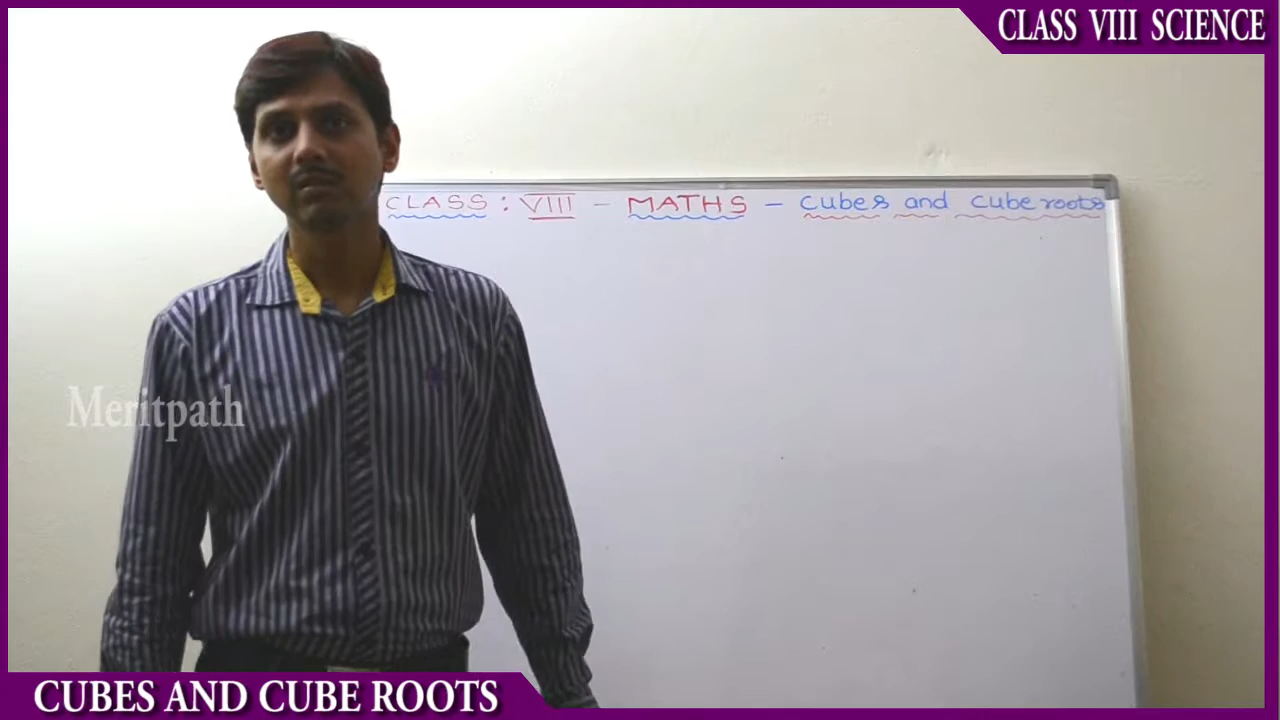 CLASS VIII SCIENCE
CLASS : VIII - MATHS - Cubes and Cube roots
Meritpath
CUBES AND CUBE ROOTS